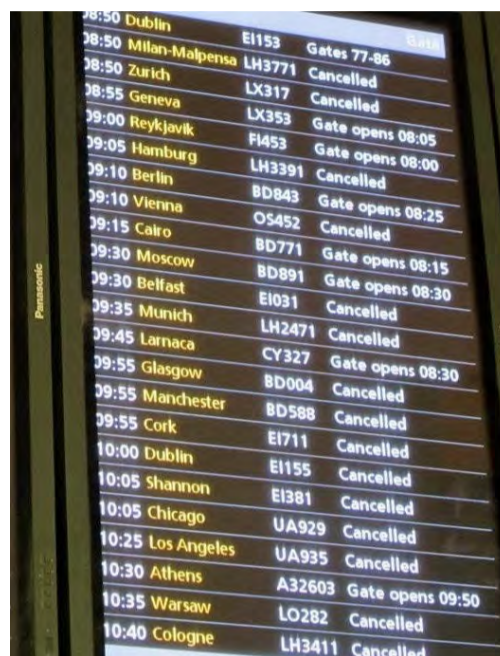 Gate
08:50 Dublin EI153 Gates 77-86
08:50 Milan-Malpensa LH3771 Cancelled
08:50 Zurich LX317 Cancelled
08:55 Geneva LX353 Gate opens 08:05
09:00 Reykjavik FI453 Gate opens 08:00
09:05 Hamburg LH3391 Cancelled
09:10 Berlin BD843 Gate opens 08:25
09:10 Vienna OS452 Cancelled
09:15 Cairo BD771 Gate opens 08:15
09:30 Moscow BD891 Gate opens 08:30
09:30 Belfast EI031 Cancelled
09:35 Munich LH2471 Cancelled
09:45 Larnaca CY327 Gate opens 08:30
09:55 Glasgow BD004 Cancelled
09:55 Manchester BD588 Cancelled
09:55 Cork EI711 Cancelled
10:00 Dublin EI155 Cancelled
10:05 Shannon EI381 Cancelled
10:05 Chicago UA929 Cancelled
10:25 Los Angeles UA935 Cancelled
10:30 Athens A32603 Gate opens 09:50
10:35 Warsaw LO282 Cancelled
10:40 Cologne LH3411 Cancelled
Panasonic